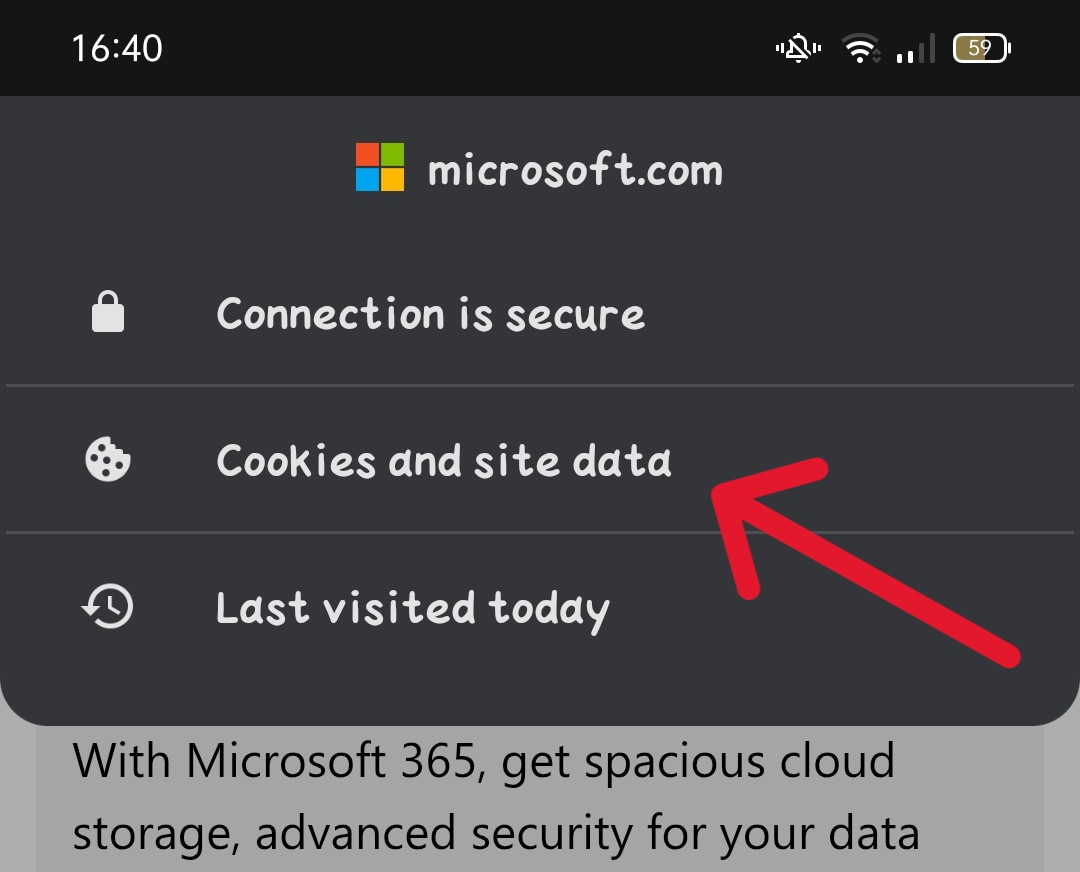 16:40
59
microsoft.com
Connection is secure
Cookies and site data
Last visited today
With Microsoft 365, get spacious cloud
storage, advanced security for your data